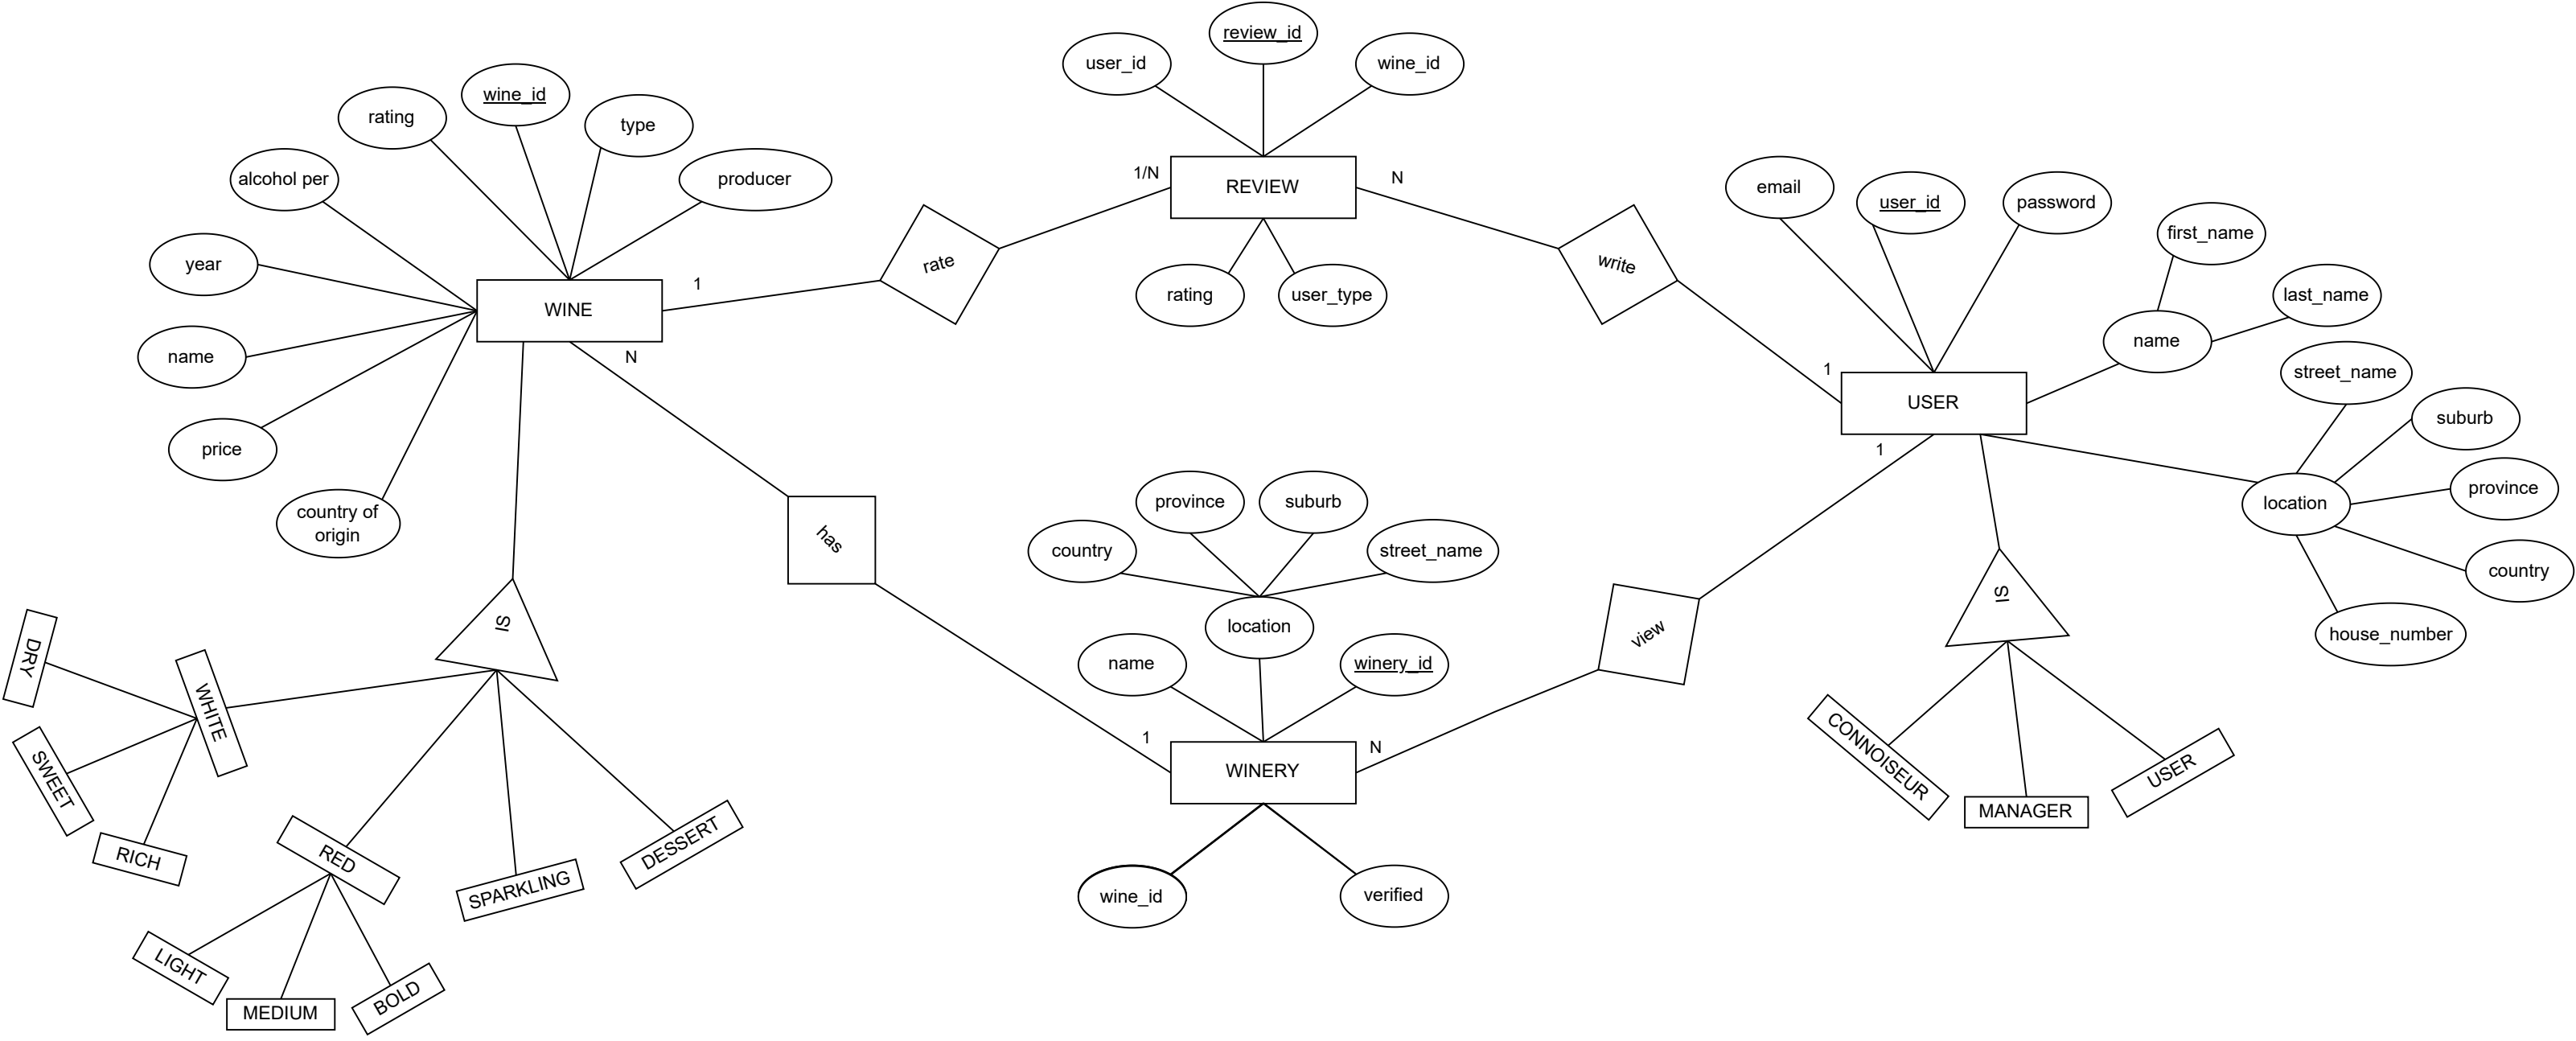 review_id
user_id
wine_id
wine_id
rating
type
alcohol per
producer
1/N
REVIEW
N
email
user_id
password
first_name
year
rate
write
1
WINE
rating
user_type
last_name
name
name
N
1
USER
street_name
price
1
suburb
country of
origin
has
province
suburb
country
street_name
location
province
location
country
house_number
IS
IS
view
name
winery_id
DRY
WHITE
SWEET
RICH
1
WINERY
N
CONNOISEUR
MANAGER
USER
RED
SPARKLING
DESSERT
wine_id
verified
LIGHT
MEDIUM
BOLD